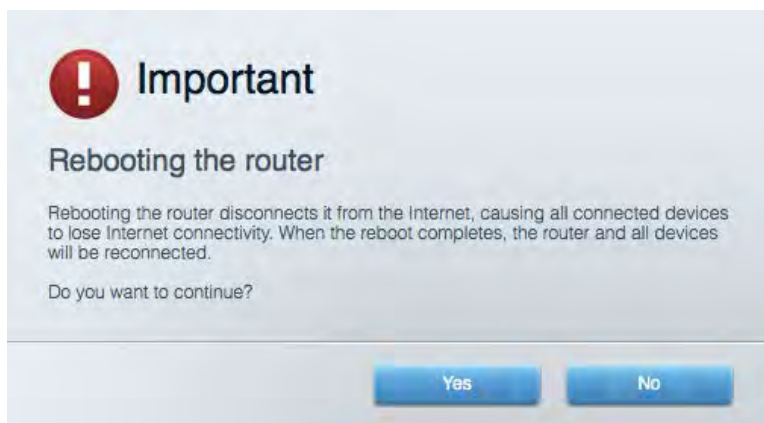 Important
Rebooting the router
Rebooting the router disconnects it from the Internet, causing all connected devices
to lose Internet connectivity. When the reboot completes, the router and all devices
will be reconnected.
Do you want to continue?
Yes
No